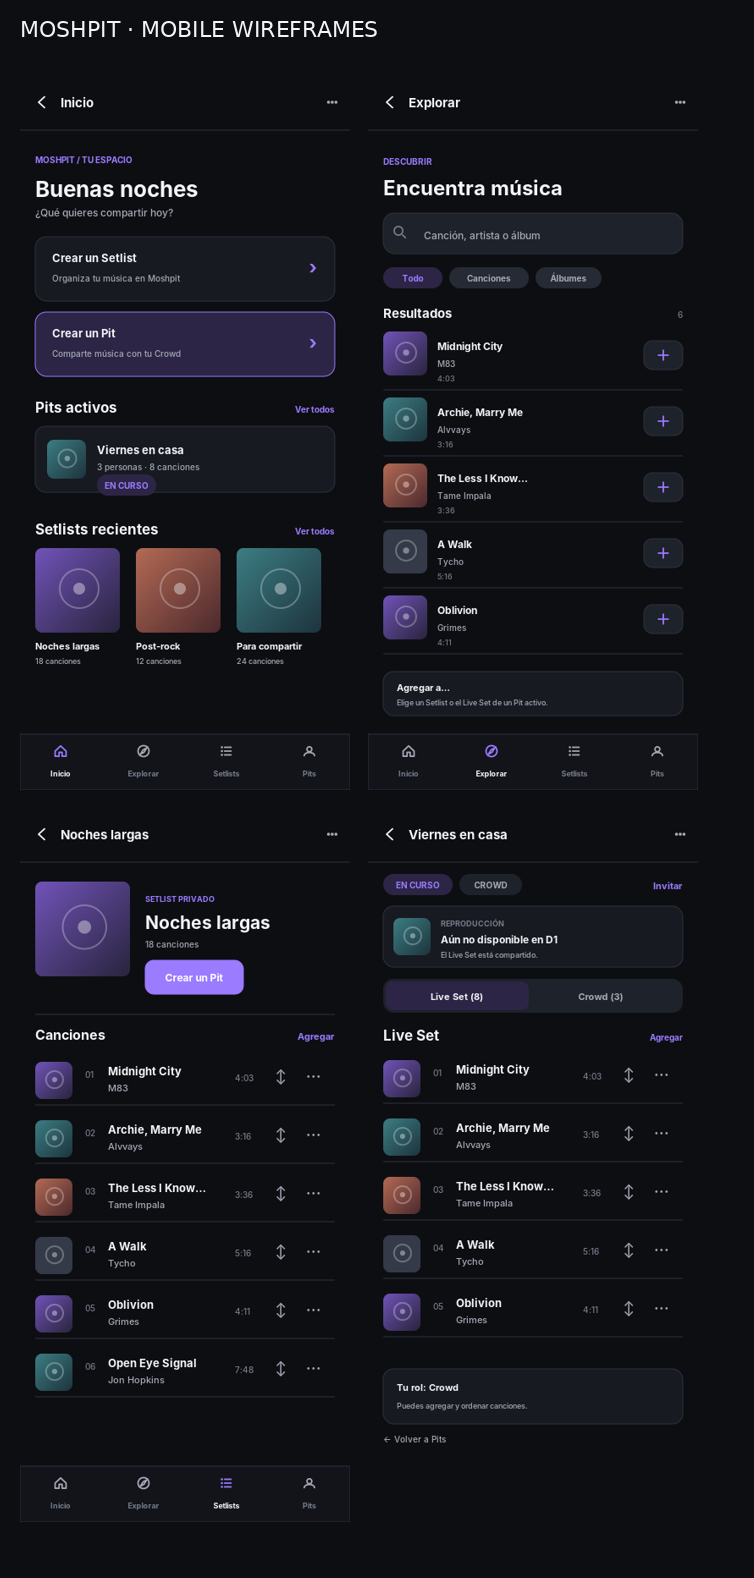 MOSHPIT · MOBILE WIREFRAMES
Inicio
MOSHPIT / TU ESPACIO
Buenas noches
¿Qué quieres compartir hoy?
Crear un Setlist
Organiza tu música en Moshpit
Crear un Pit
Comparte música con tu Crowd
Pits activos
Ver todos
Viernes en casa
3 personas · 8 canciones
EN CURSO
Setlists recientes
Ver todos
Noches largas
18 canciones
Post-rock
12 canciones
Para compartir
24 canciones
Inicio
Explorar
Setlists
Pits
Explorar
DESCUBRIR
Encuentra música
Canción, artista o álbum
Todo
Canciones
Álbumes
Resultados
6
Midnight City
M83
4:03
Archie, Marry Me
Alvvays
3:16
The Less I Know...
Tame Impala
3:36
A Walk
Tycho
5:16
Oblivion
Grimes
4:11
Agregar a...
Elige un Setlist o el Live Set de un Pit activo.
Inicio
Explorar
Setlists
Pits
Noches largas
SETLIST PRIVADO
Noches largas
18 canciones
Crear un Pit
Canciones
Agregar
01
Midnight City
M83
4:03
02
Archie, Marry Me
Alvvays
3:16
03
The Less I Know...
Tame Impala
3:36
04
A Walk
Tycho
5:16
05
Oblivion
Grimes
4:11
06
Open Eye Signal
Jon Hopkins
7:48
Inicio
Explorar
Setlists
Pits
Viernes en casa
EN CURSO
CROWD
Invitar
REPRODUCCIÓN
Aún no disponible en D1
El Live Set está compartido.
Live Set (8)
Crowd (3)
Live Set
Agregar
01
Midnight City
M83
4:03
02
Archie, Marry Me
Alvvays
3:16
03
The Less I Know...
Tame Impala
3:36
04
A Walk
Tycho
5:16
05
Oblivion
Grimes
4:11
Tu rol: Crowd
Puedes agregar y ordenar canciones.
← Volver a Pits